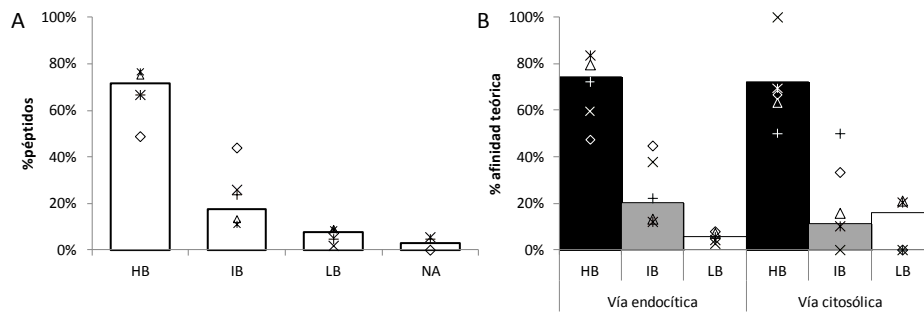 A
%péptidos
100%
80%
60%
40%
20%
0%
HB IB LB NA
B
% afinidad teórica
100%
80%
60%
40%
20%
0%
HB IB LB HB IB LB
Vía endocítica Vía citosólica